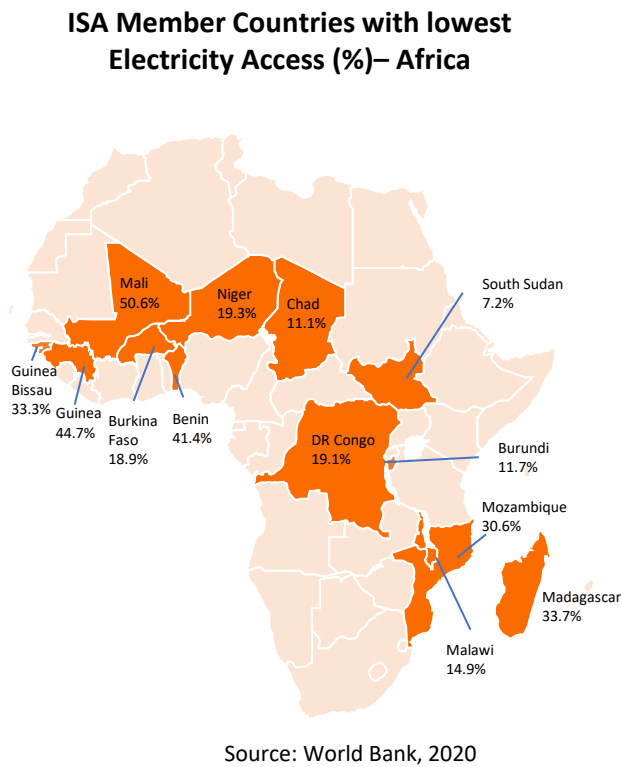 ISA Member Countries with lowest
Electricity Access (%)– Africa
Mali
50.6%
Niger
19.3%
Chad
11.1%
South Sudan
7.2%
Guinea
Bissau
33.3%
Guinea
44.7%
Burkina
Faso
18.9%
Benin
41.4%
DR Congo
19.1%
Burundi
11.7%
Mozambique
30.6%
Madagascar
33.7%
Malawi
14.9%
Source: World Bank, 2020